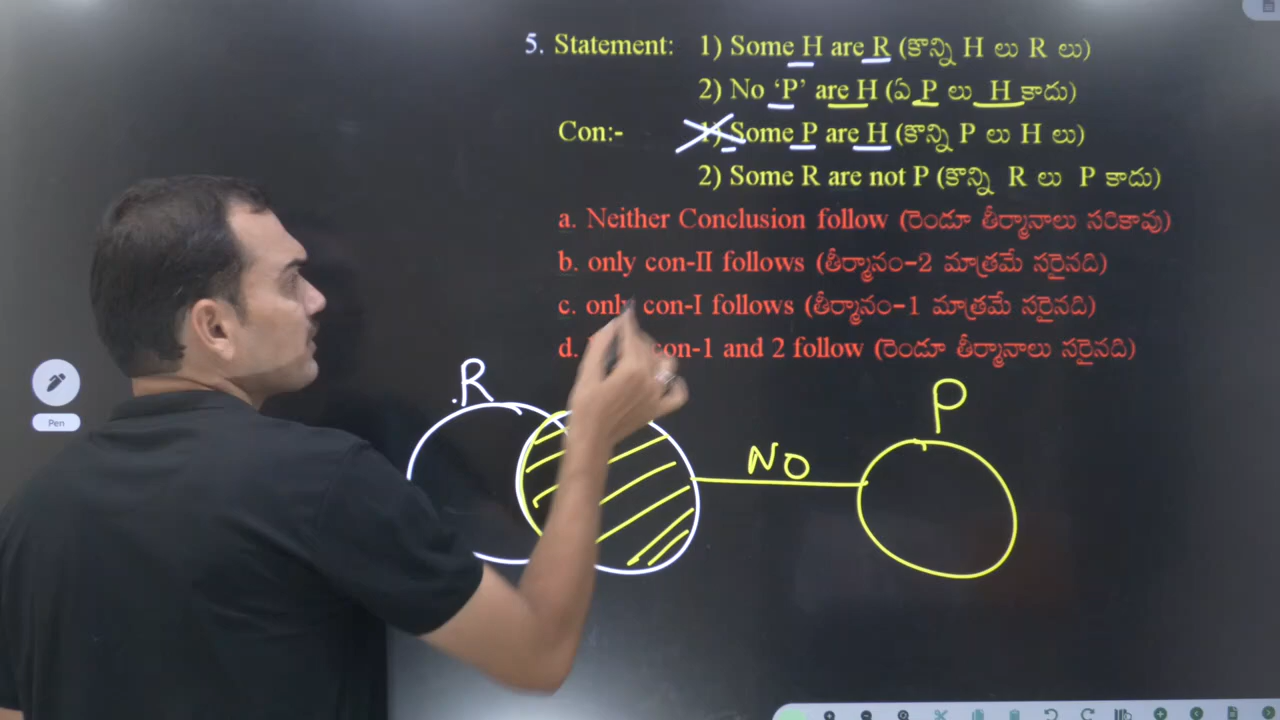 5. Statement: 1) Some H are R (కొన్ని H లు R లు)
2) No ‘P’ are H (ఏ P లు H కాదు)
Con:- 1) Some P are H (కొన్ని P లు H లు)
2) Some R are not P (కొన్ని R లు P కాదు)
a. Neither Conclusion follow (రెండూ తీర్మానాలు సరికావు)
b. only con-II follows (తీర్మానం-2 మాత్రమే సరైనది)
c. only con-I follows (తీర్మానం-1 మాత్రమే సరైనది)
d. con-1 and 2 follow (రెండూ తీర్మానాలు సరైనది)
R
P
NO
Pen